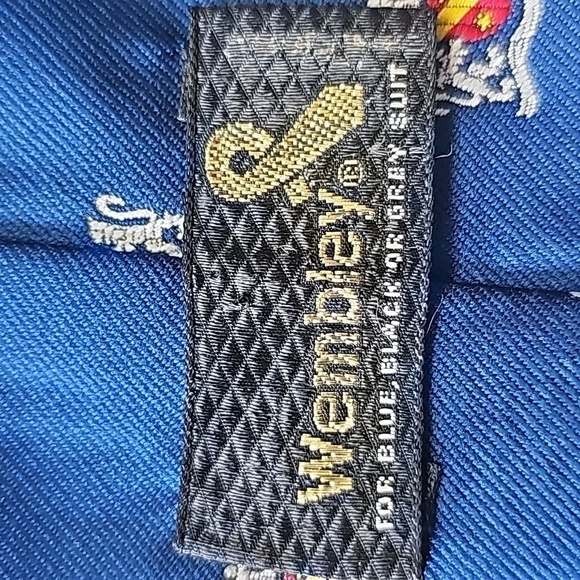 Wembley®
FOR BLUE, BLACK OR GREY SUIT